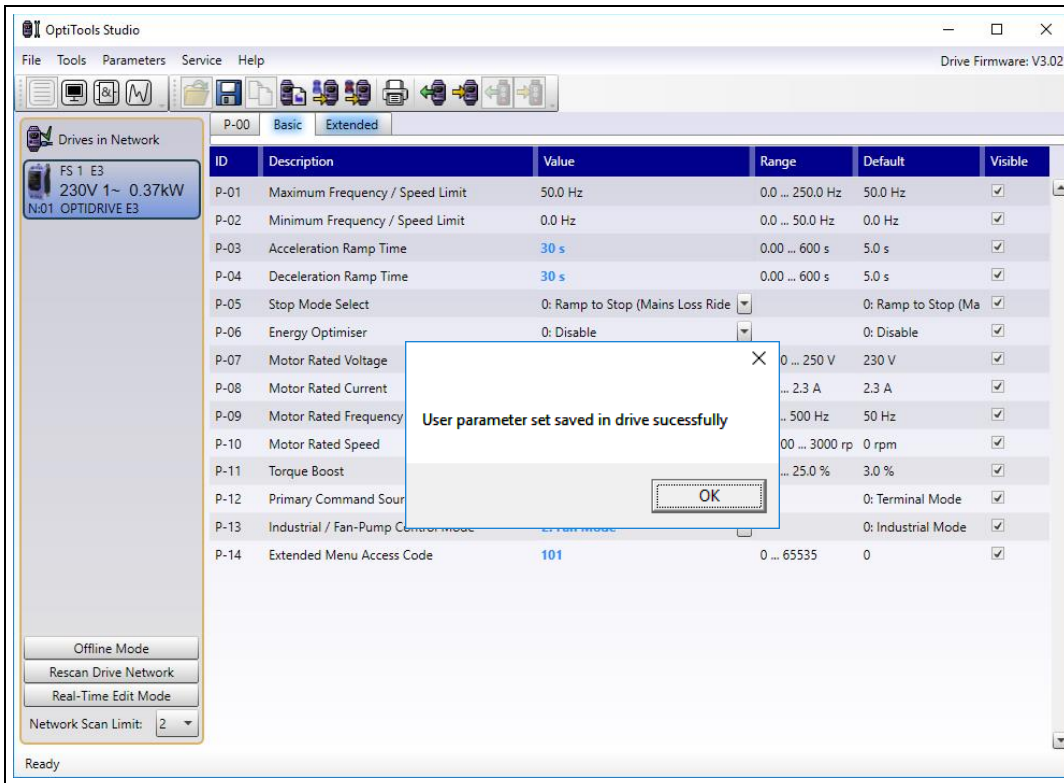 OptiTools Studio
File Tools Parameters Service Help Drive Firmware: V3.02
Drives in Network
FS 1 E3
230V 1~ 0.37kW
N:01 OPTIDRIVE E3
P-00 Basic Extended
ID Description Value Range Default Visible
P-01 Maximum Frequency / Speed Limit 50.0 Hz 0.0 ... 250.0 Hz 50.0 Hz
P-02 Minimum Frequency / Speed Limit 0.0 Hz 0.0 ... 50.0 Hz 0.0 Hz
P-03 Acceleration Ramp Time 30 s 0.00 ... 600 s 5.0 s
P-04 Deceleration Ramp Time 30 s 0.00 ... 600 s 5.0 s
P-05 Stop Mode Select 0: Ramp to Stop (Mains Loss Ride 0: Ramp to Stop (Ma
P-06 Energy Optimiser 0: Disable 0: Disable
P-07 Motor Rated Voltage 0 ... 250 V 230 V
P-08 Motor Rated Current ... 2.3 A 2.3 A
P-09 Motor Rated Frequency .. 500 Hz 50 Hz
P-10 Motor Rated Speed 00 ... 3000 rp 0 rpm
P-11 Torque Boost ... 25.0 % 3.0 %
P-12 Primary Command Sour 0: Terminal Mode
P-13 Industrial / Fan-Pump Control Mode 2: Fan Mode 0: Industrial Mode
P-14 Extended Menu Access Code 101 0 ... 65535 0
User parameter set saved in drive sucessfully
OK
Offline Mode
Rescan Drive Network
Real-Time Edit Mode
Network Scan Limit: 2
Ready